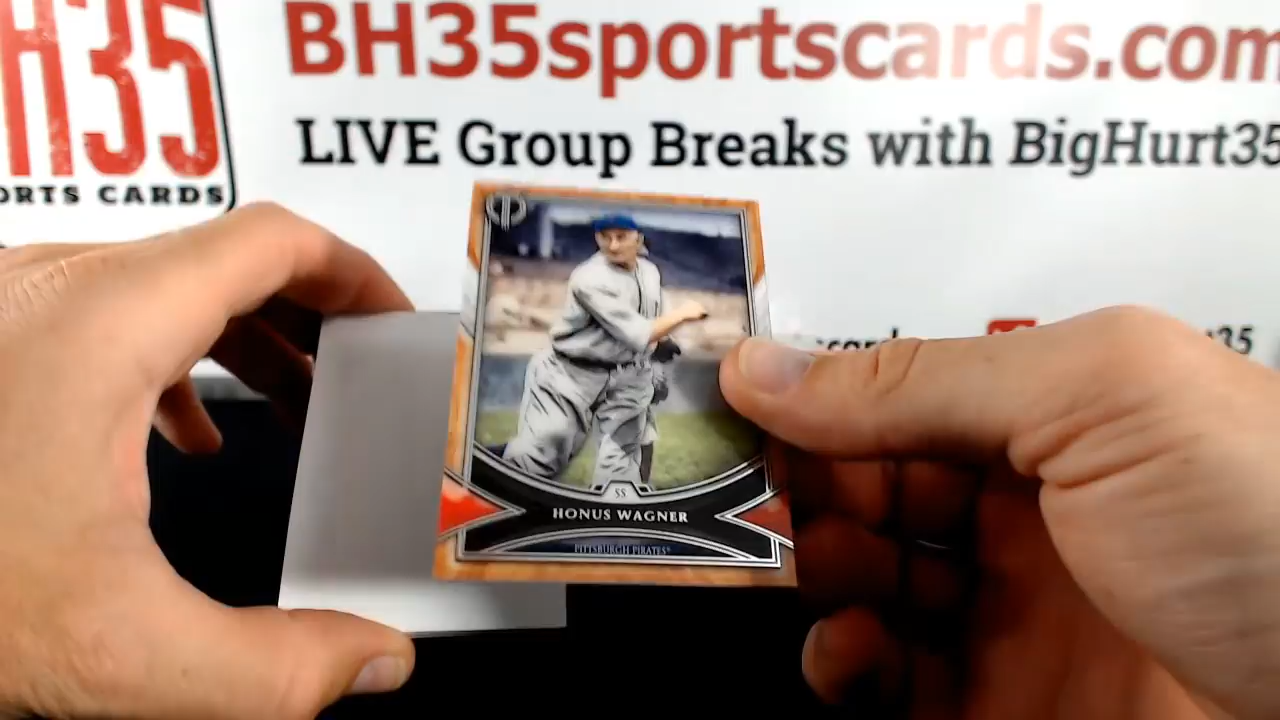 H35
ORTS CARDS
BH35sportscards.com
LIVE Group Breaks with BigHurt35
SS
HONUS WAGNER
PITTSBURGH PIRATES®